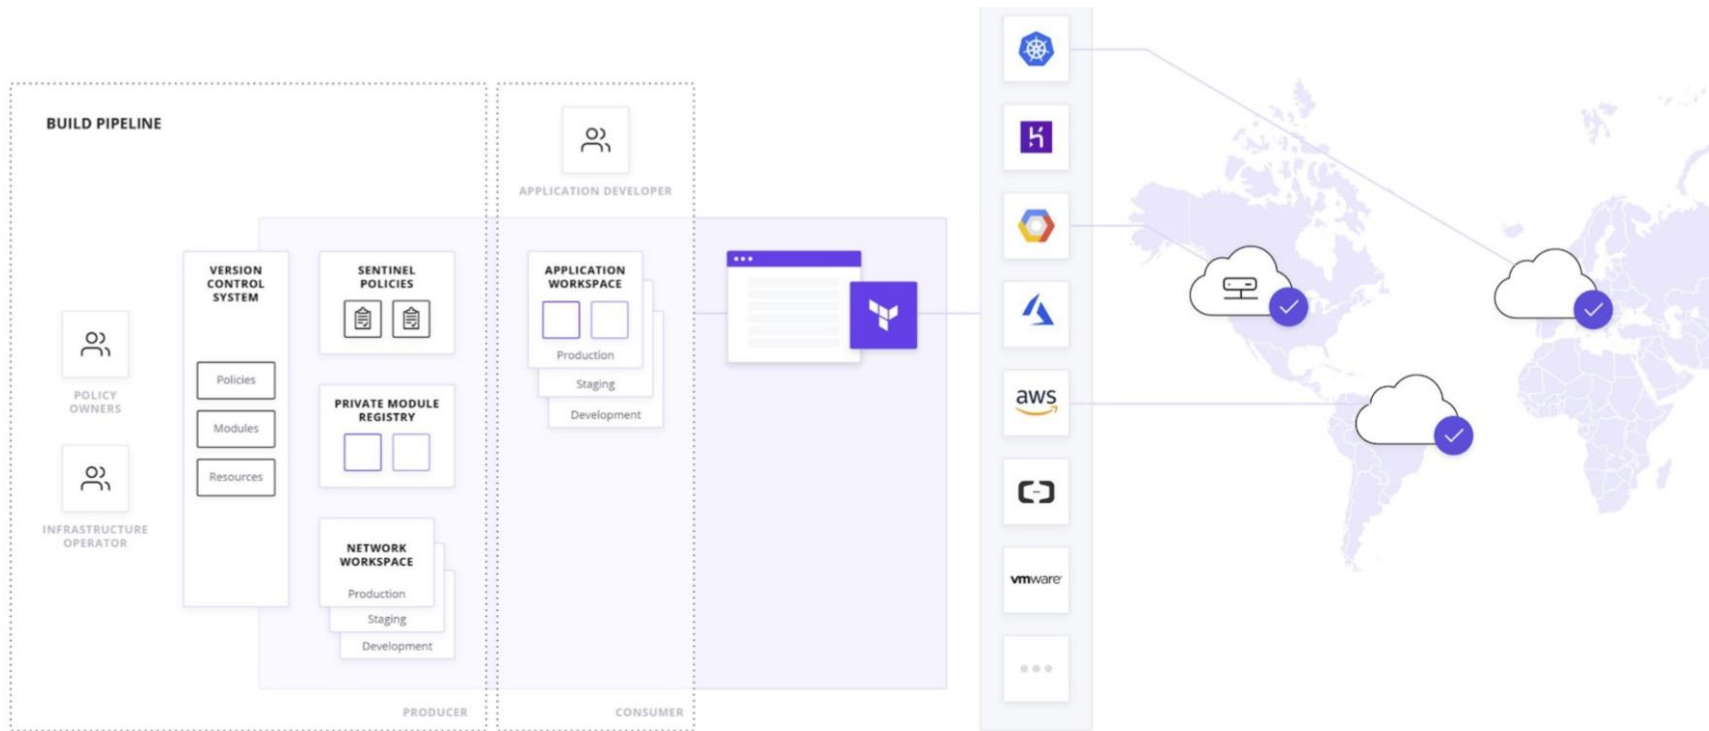 BUILD PIPELINE
APPLICATION DEVELOPER
VERSION
CONTROL
SYSTEM
Policies
Modules
Resources
SENTINEL
POLICIES
PRIVATE MODULE
REGISTRY
NETWORK
WORKSPACE
Production
Staging
Development
APPLICATION
WORKSPACE
Production
Staging
Development
POLICY
OWNERS
INFRASTRUCTURE
OPERATOR
PRODUCER
CONSUMER
aws
vmware